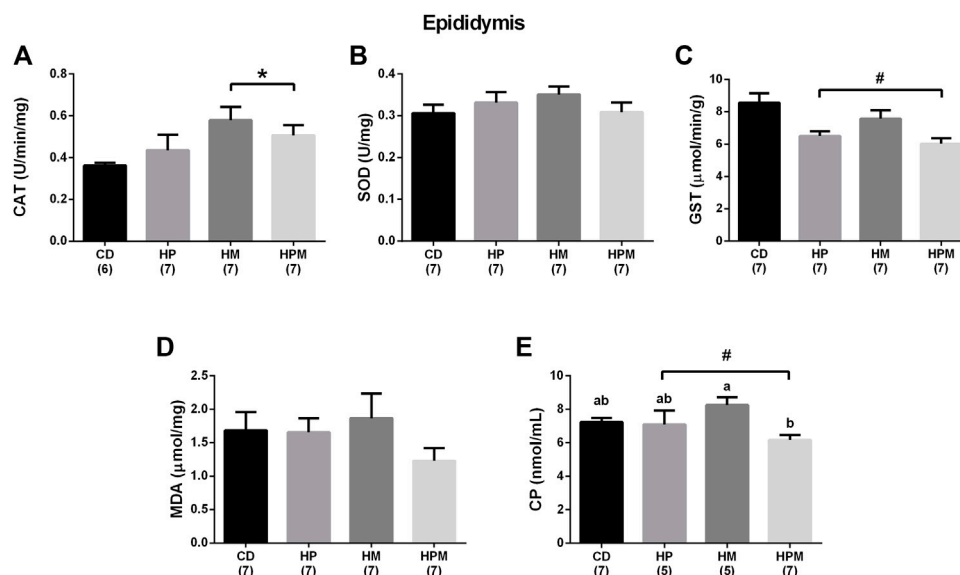 Epididymis
A
CAT (U/min/mg)
0.8
0.6
0.4
0.2
0.0
*
CD HP HM HPM
(6) (7) (7) (7)
B
SOD (U/mg)
0.4
0.3
0.2
0.1
0.0
CD HP HM HPM
(7) (7) (7) (7)
C
GST (μmol/min/g)
10
8
6
4
2
0
#
CD HP HM HPM
(7) (7) (7) (7)
D
MDA (μmol/mg)
2.5
2.0
1.5
1.0
0.5
0.0
CD HP HM HPM
(7) (7) (7) (7)
E
CP (nmol/mL)
10
8
6
4
2
0
#
ab ab a b
CD HP HM HPM
(7) (5) (5) (7)